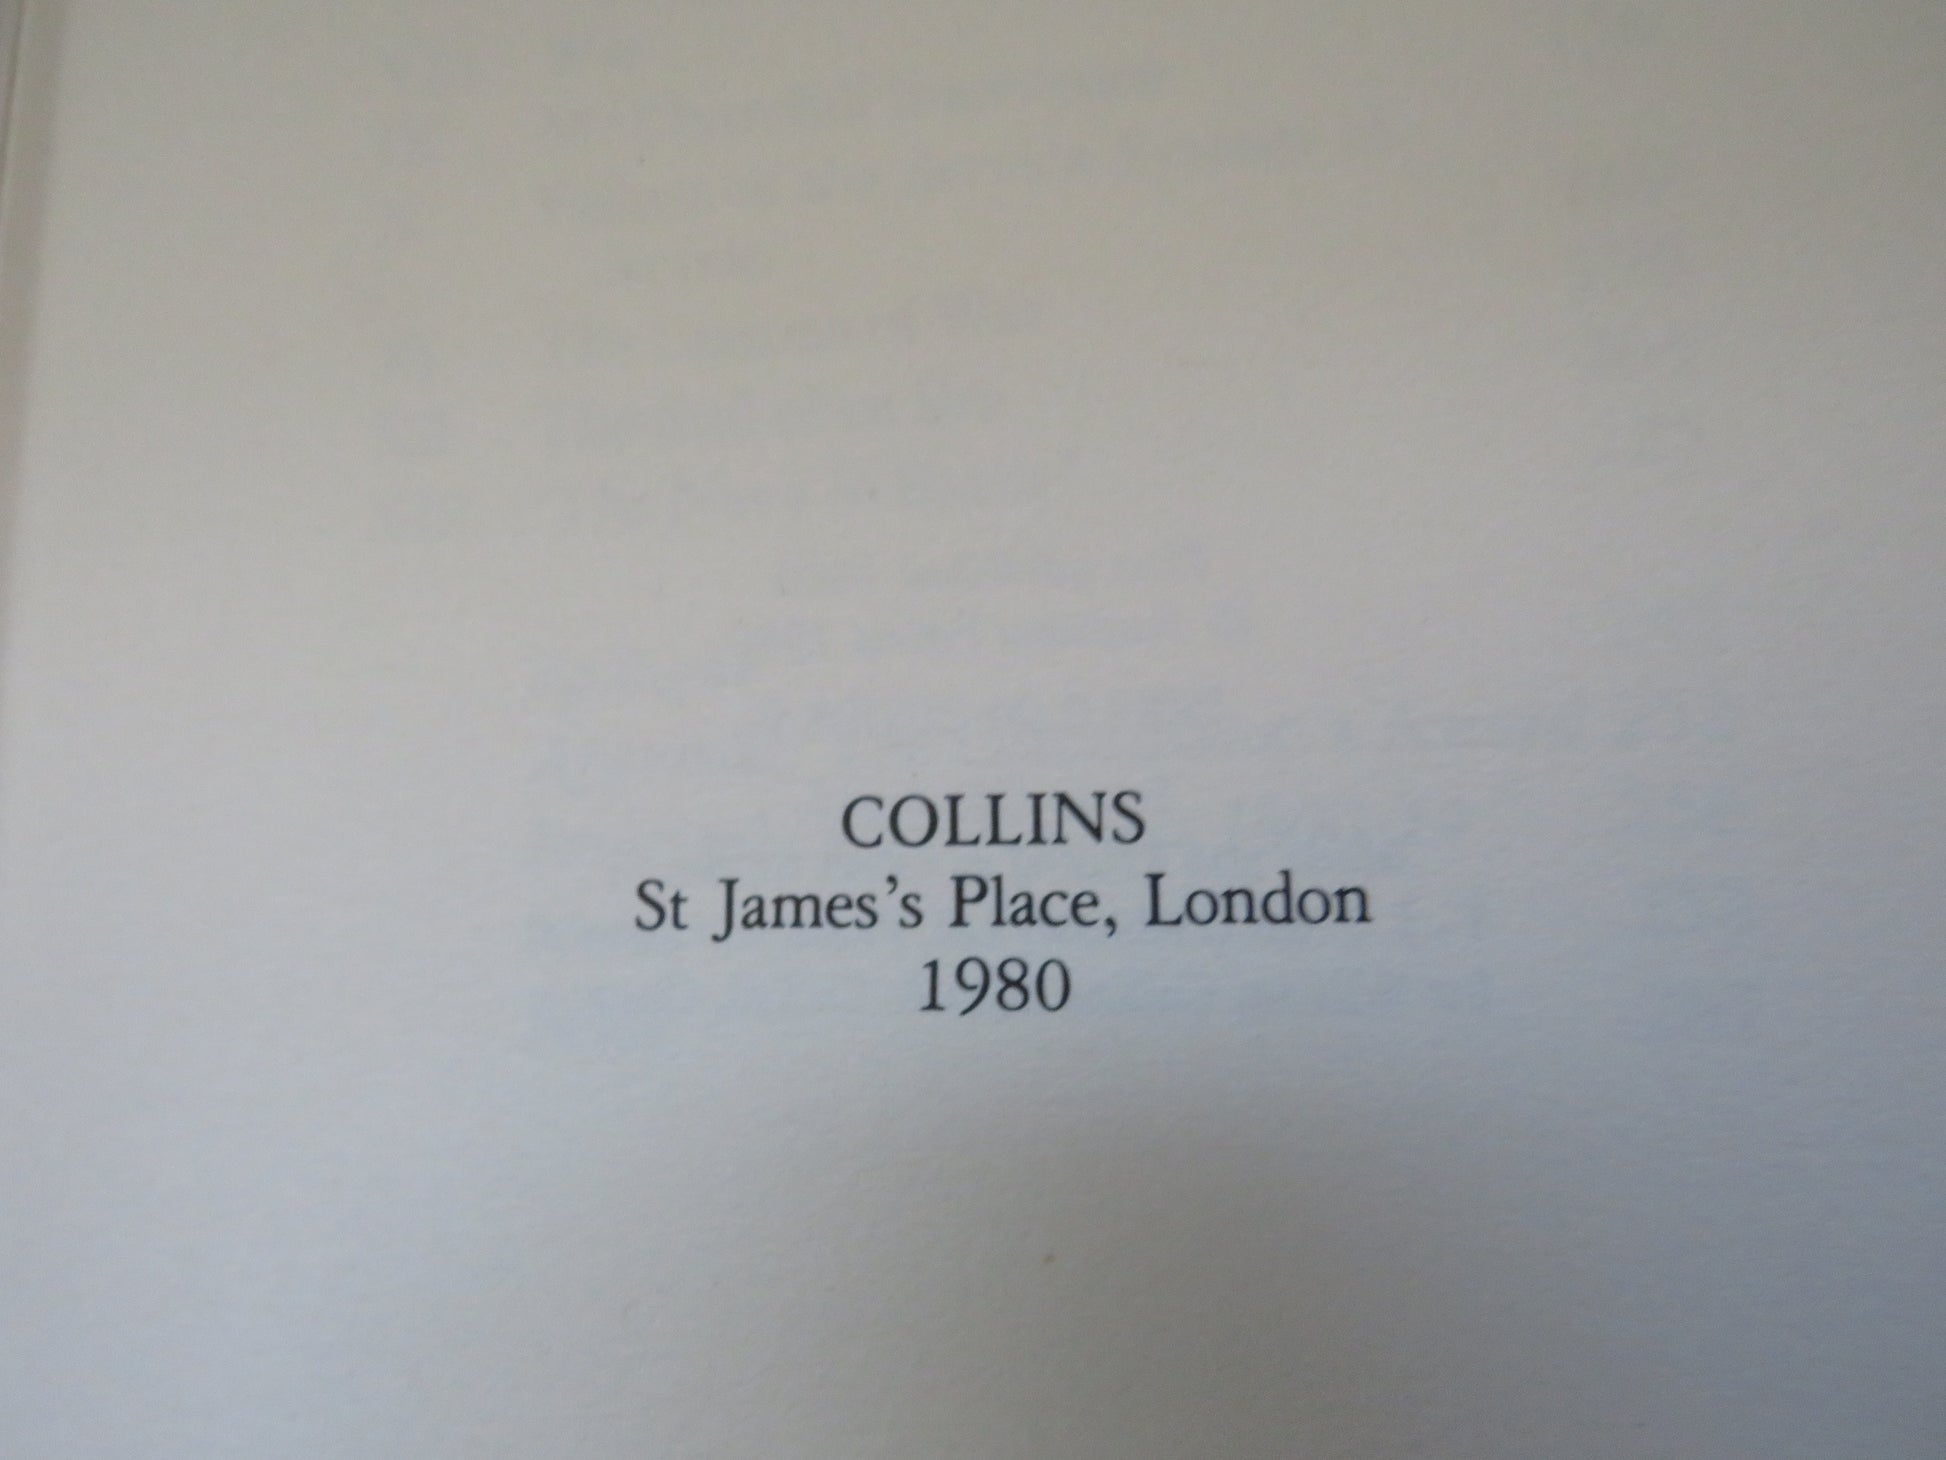 COLLINS
St James's Place, London
1980